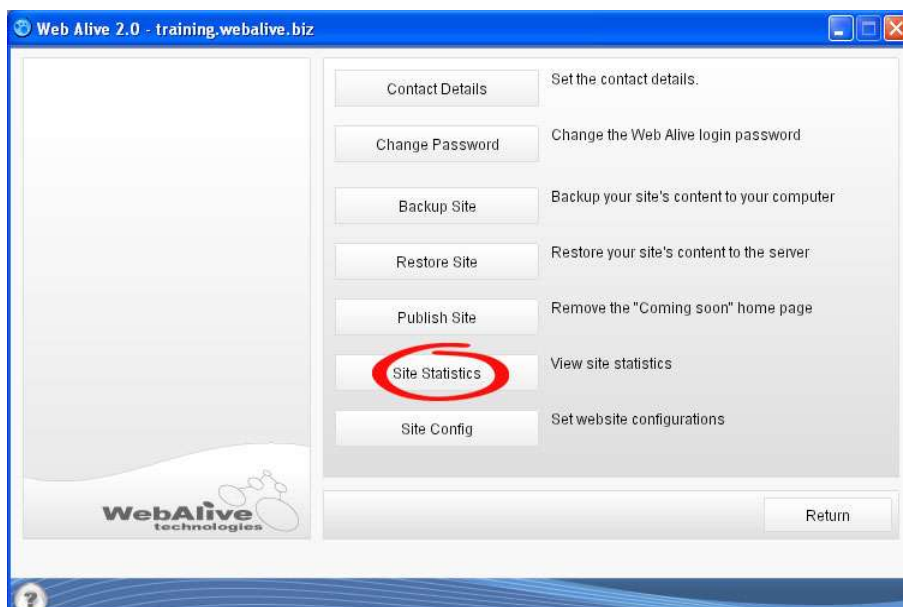 Web Alive 2.0 - training.webalive.biz
Contact Details Set the contact details.
Change Password Change the Web Alive login password
Backup Site Backup your site's content to your computer
Restore Site Restore your site's content to the server
Publish Site Remove the "Coming soon" home page
Site Statistics View site statistics
Site Config Set website configurations
WebAlive
technologies
Return
?